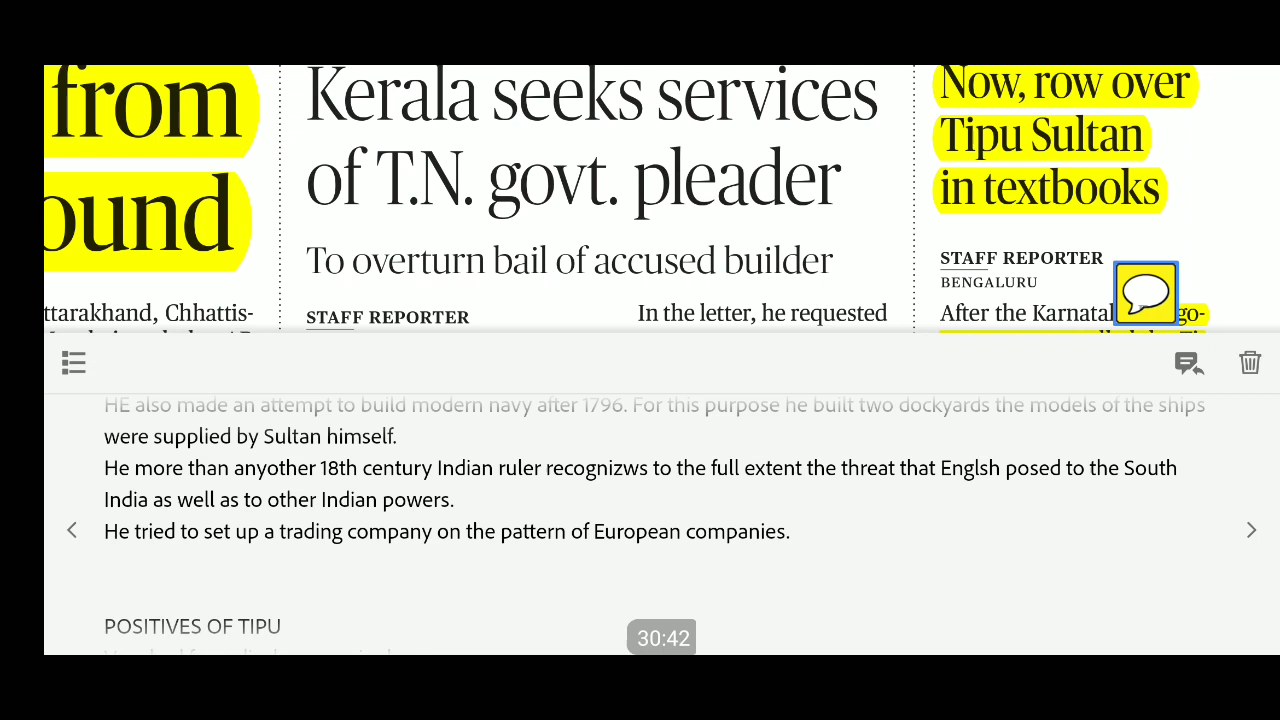 from
ound
ttarakhand, Chhattis-
Kerala seeks services
of T.N. govt. pleader
To overturn bail of accused builder
STAFF REPORTER
In the letter, he requested
Now, row over
Tipu Sultan
in textbooks
STAFF REPORTER
BENGALURU
After the Karnatak go-
HE also made an attempt to build modern navy after 1796. For this purpose he built two dockyards the models of the ships
were supplied by Sultan himself.
He more than anyother 18th century Indian ruler recognizws to the full extent the threat that Englsh posed to the South
India as well as to other Indian powers.
He tried to set up a trading company on the pattern of European companies.
POSITIVES OF TIPU
30:42